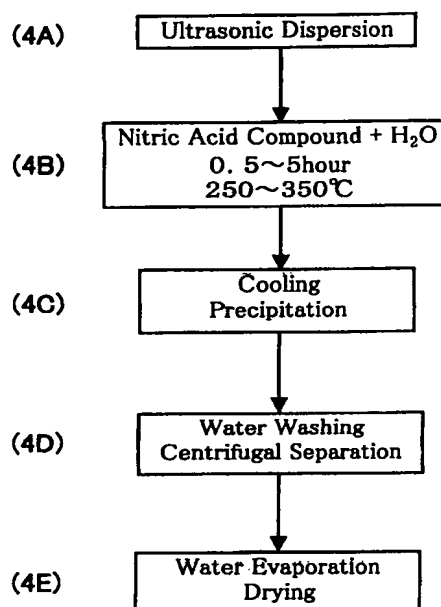 (4A)
Ultrasonic Dispersion
(4B)
Nitric Acid Compound + H₂O
0. 5~5hour
250~350℃
(4C)
Cooling
Precipitation
(4D)
Water Washing
Centrifugal Separation
(4E)
Water Evaporation
Drying